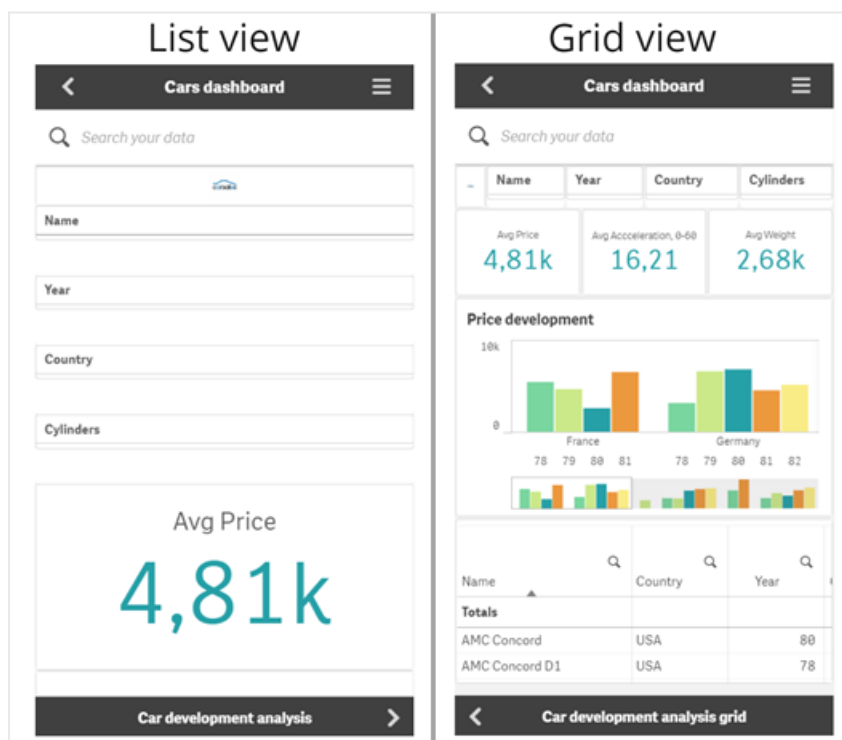 List view
Cars dashboard
Search your data
Name
Year
Country
Cylinders
Avg Price
4,81k
Car development analysis
Grid view
Cars dashboard
Search your data
Name Year Country Cylinders
Avg Price Avg Accceleration, 0-60 Avg Weight
4,81k 16,21 2,68k
Price development
10k
0
France Germany
78 79 80 81 78 79 80 81 82
Name Country Year
Totals
AMC Concord USA 80
AMC Concord D1 USA 78
Car development analysis grid